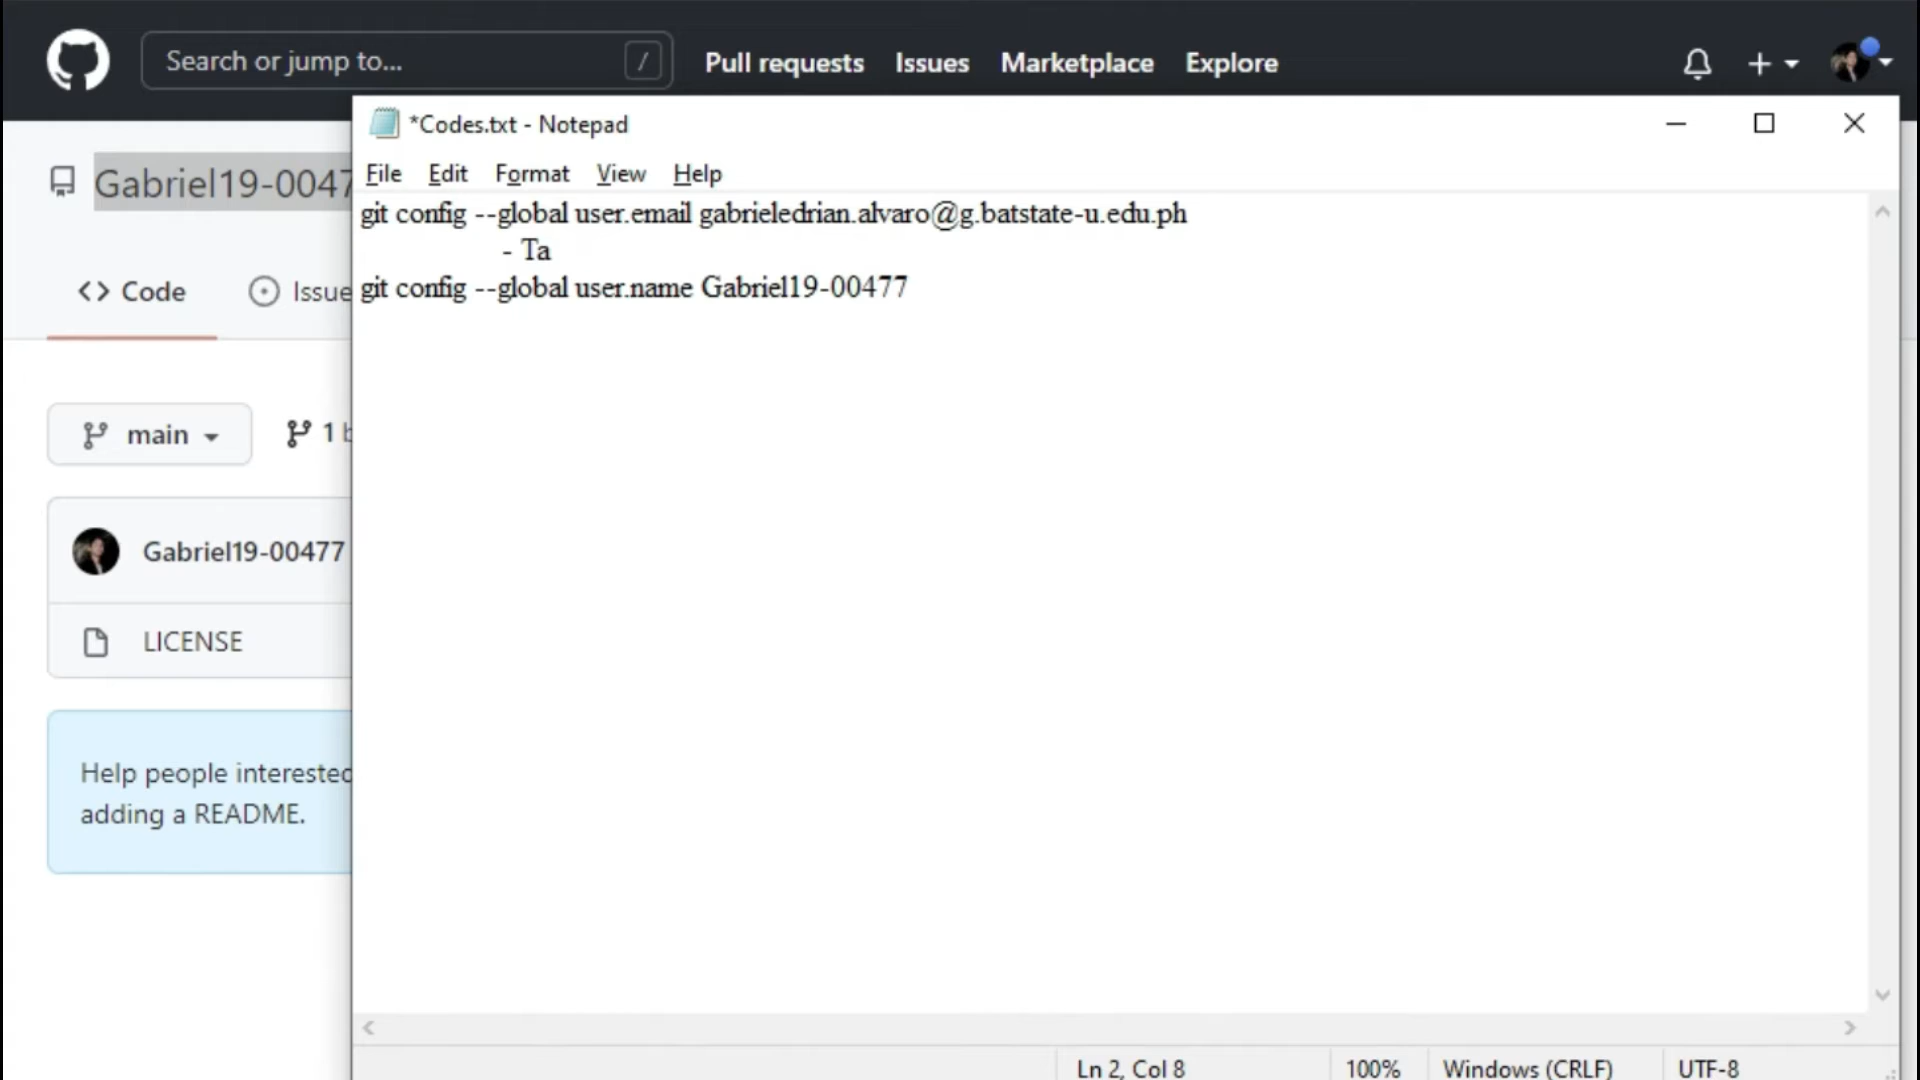 Search or jump to... /
Pull requests Issues Marketplace Explore
*Codes.txt - Notepad
File Edit Format View Help
git config --global user.email gabrieledrian.alvaro@g.batstate-u.edu.ph
- Ta
git config --global user.name Gabriel19-00477
Gabriel19-0047
Code Issue
main
1 b
Gabriel19-00477
LICENSE
Help people interested
adding a README.
Ln 2, Col 8 100% Windows (CRLF) UTF-8